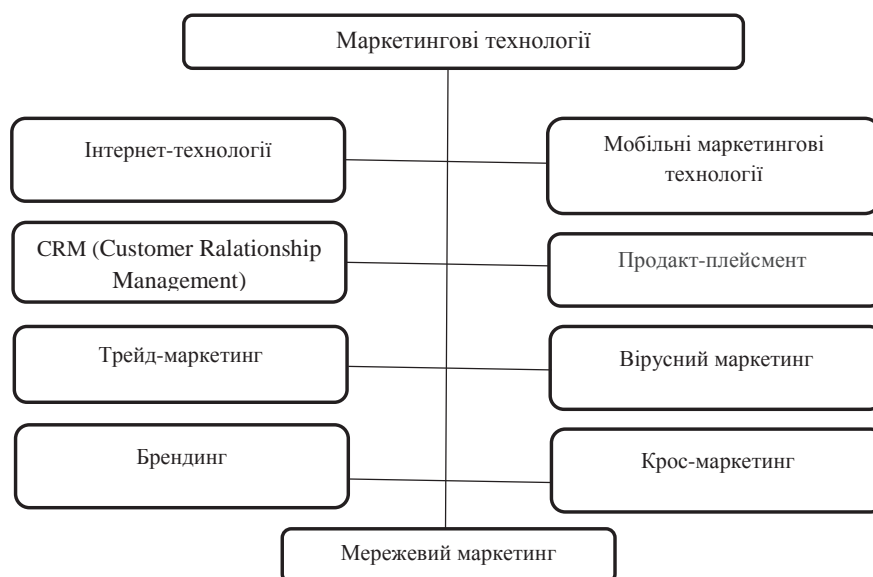 Маркетингові технології
Інтернет-технології
Мобільні маркетингові
технології
CRM (Customer Ralationship
Management)
Продакт-плейсмент
Трейд-маркетинг
Вірусний маркетинг
Брендинг
Крос-маркетинг
Мережевий маркетинг